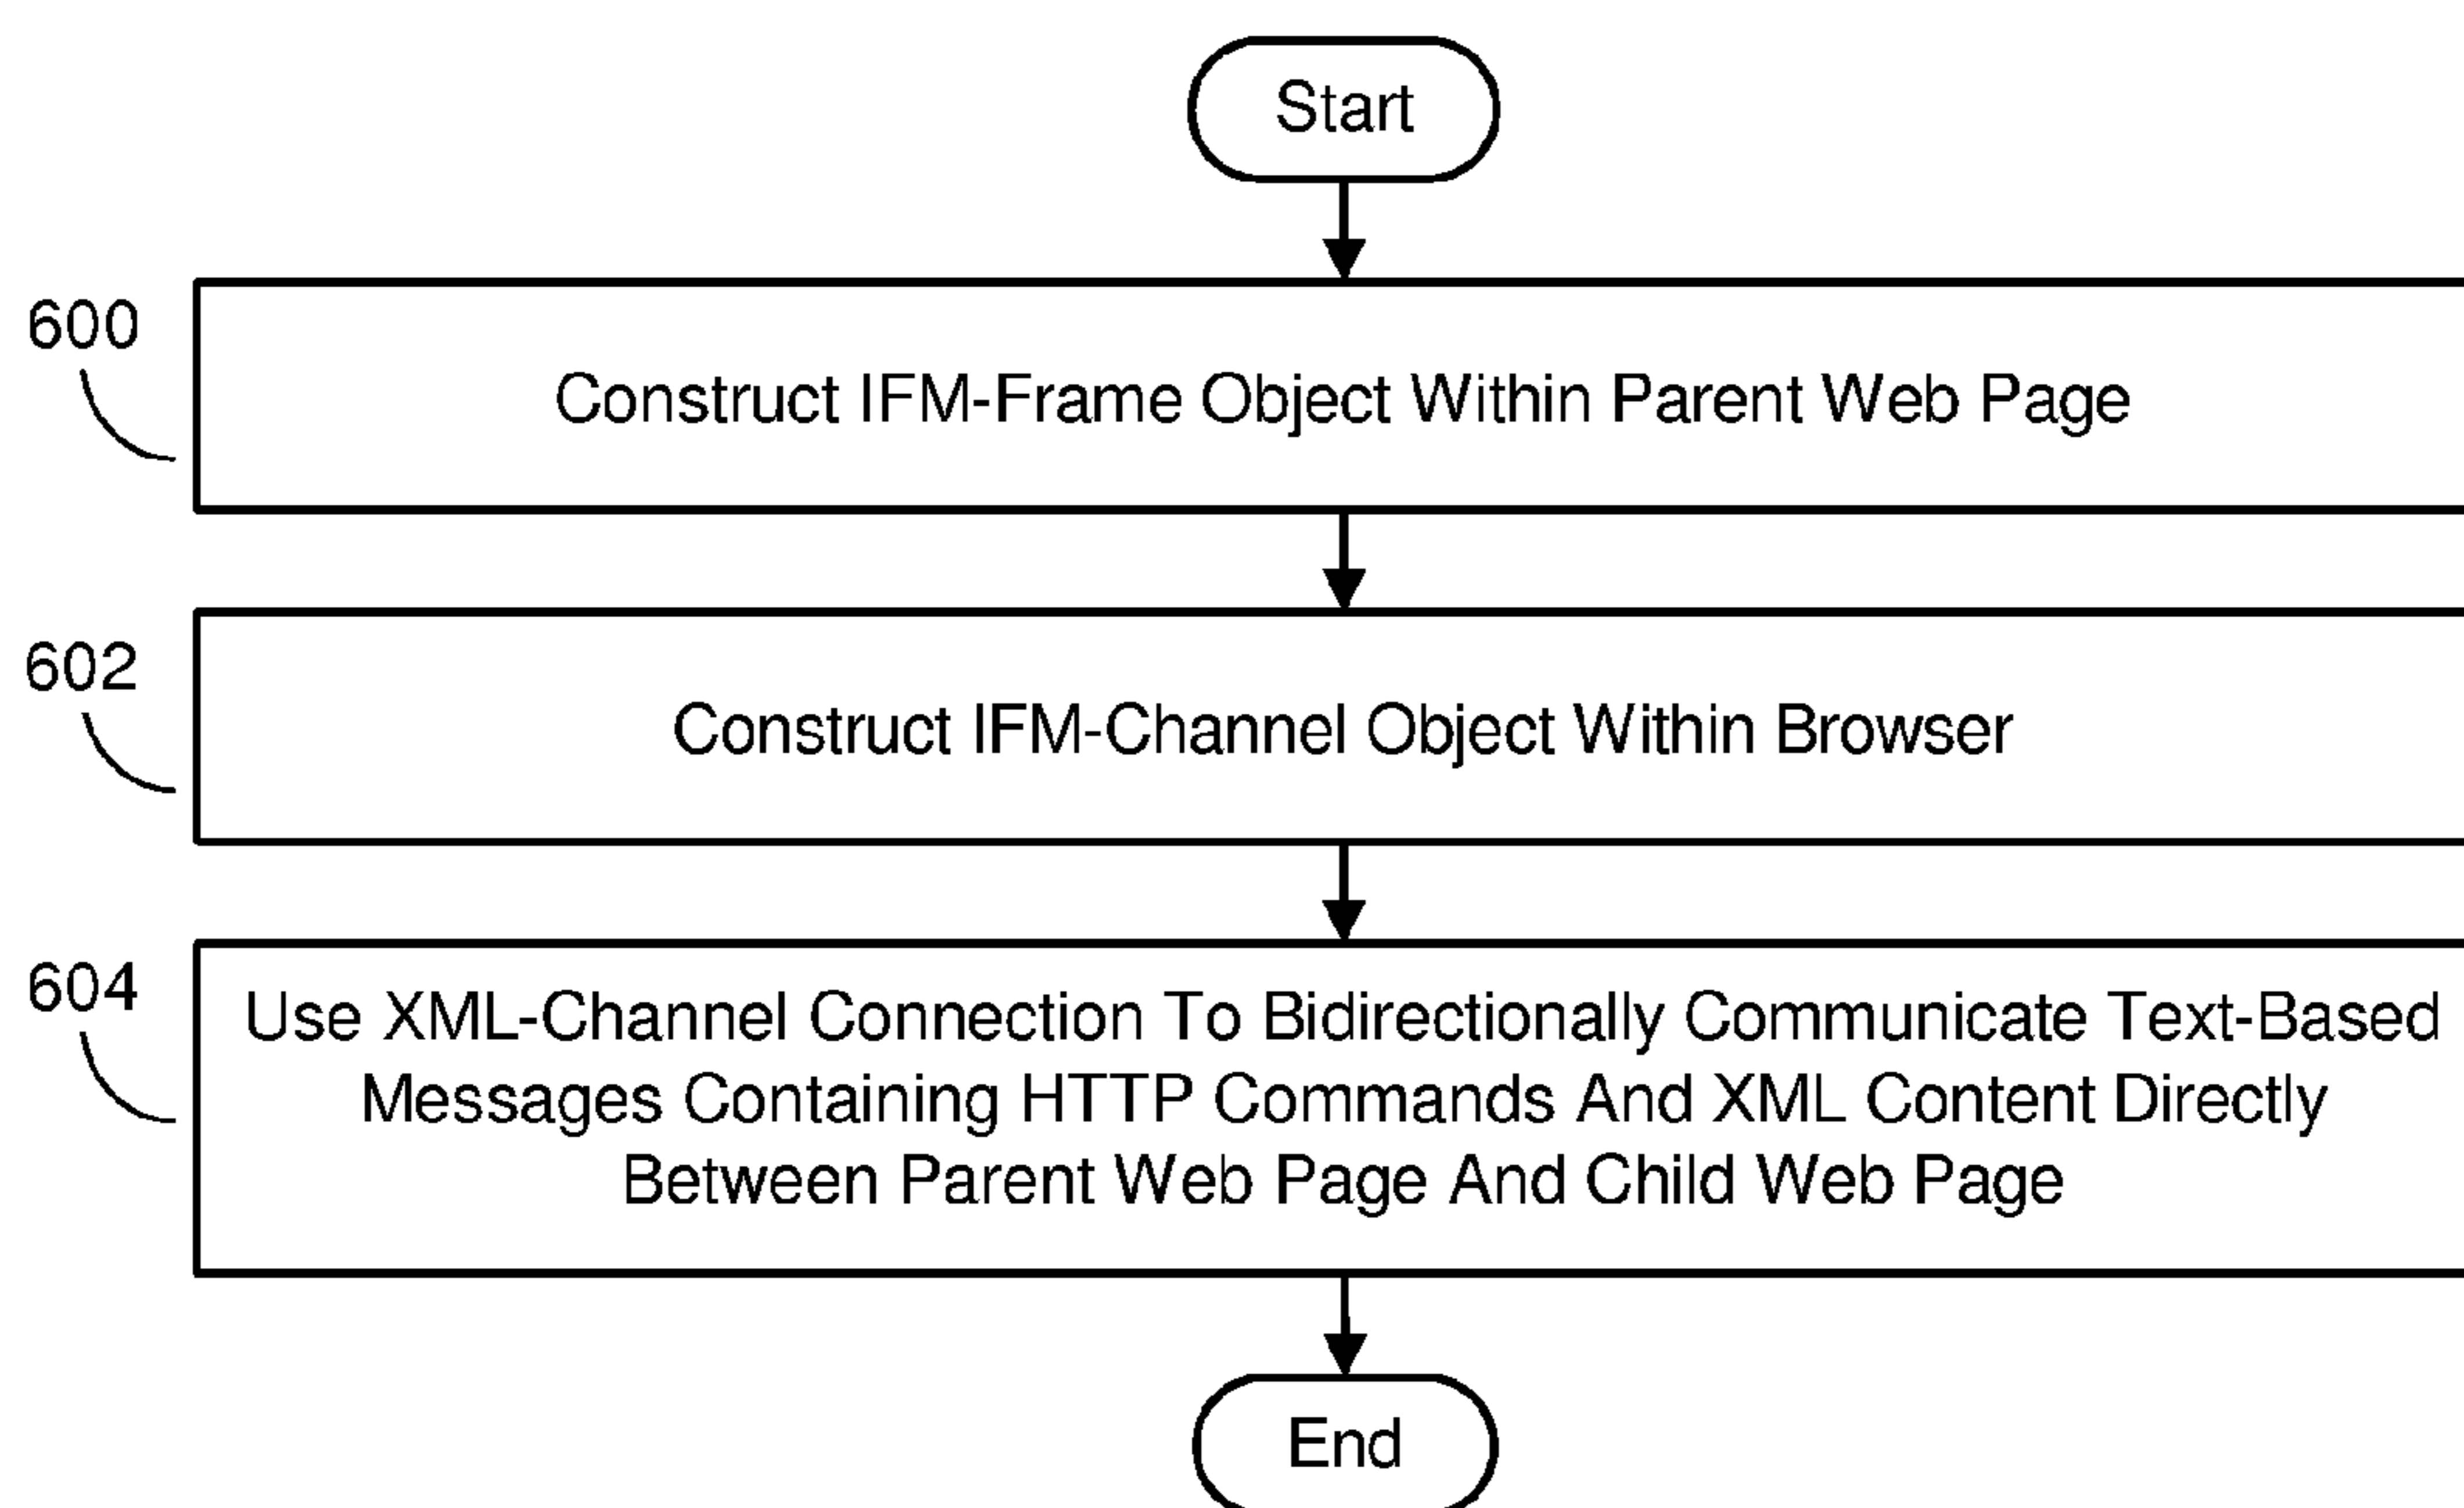 Start
600
Construct IFM-Frame Object Within Parent Web Page
602
Construct IFM-Channel Object Within Browser
604
Use XML-Channel Connection To Bidirectionally Communicate Text-Based
Messages Containing HTTP Commands And XML Content Directly
Between Parent Web Page And Child Web Page
End